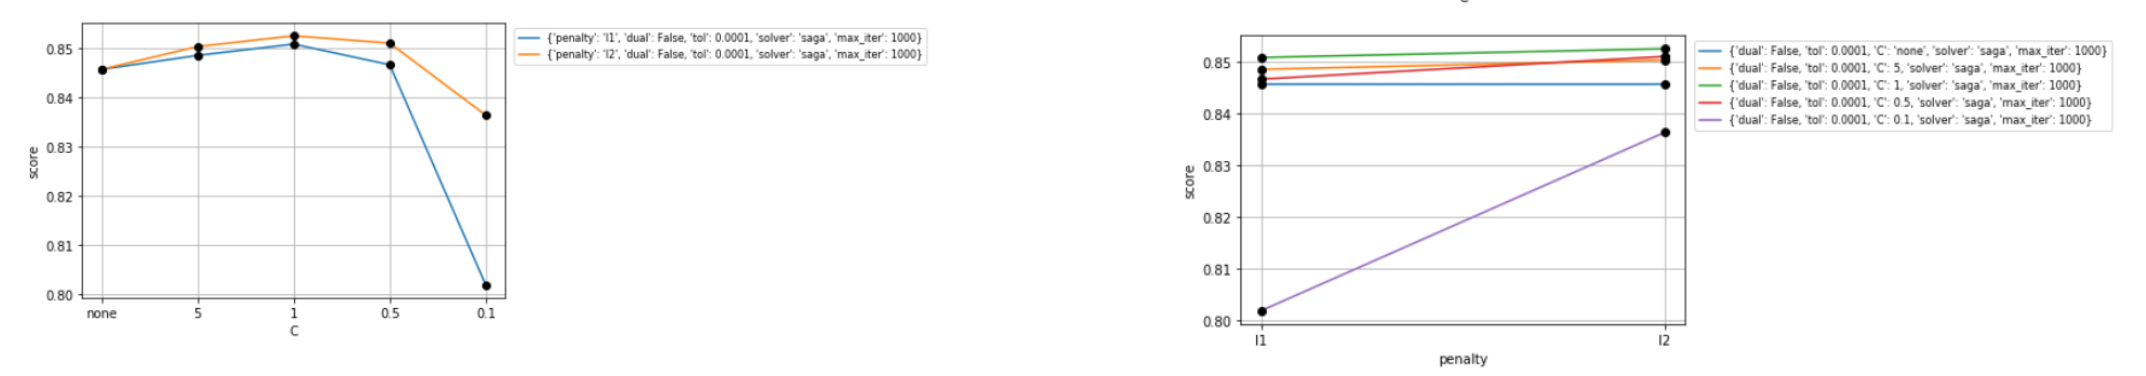 0.85
0.84
0.83
0.82
0.81
0.80
score
none 5 1 0.5 0.1
C
{'penalty': 'l1', 'dual': False, 'tol': 0.0001, 'solver': 'saga', 'max_iter': 1000}
{'penalty': 'l2', 'dual': False, 'tol': 0.0001, 'solver': 'saga', 'max_iter': 1000}
0.85
0.84
0.83
0.82
0.81
0.80
score
l1 l2
penalty
{'dual': False, 'tol': 0.0001, 'C': 'none', 'solver': 'saga', 'max_iter': 1000}
{'dual': False, 'tol': 0.0001, 'C': 5, 'solver': 'saga', 'max_iter': 1000}
{'dual': False, 'tol': 0.0001, 'C': 1, 'solver': 'saga', 'max_iter': 1000}
{'dual': False, 'tol': 0.0001, 'C': 0.5, 'solver': 'saga', 'max_iter': 1000}
{'dual': False, 'tol': 0.0001, 'C': 0.1, 'solver': 'saga', 'max_iter': 1000}